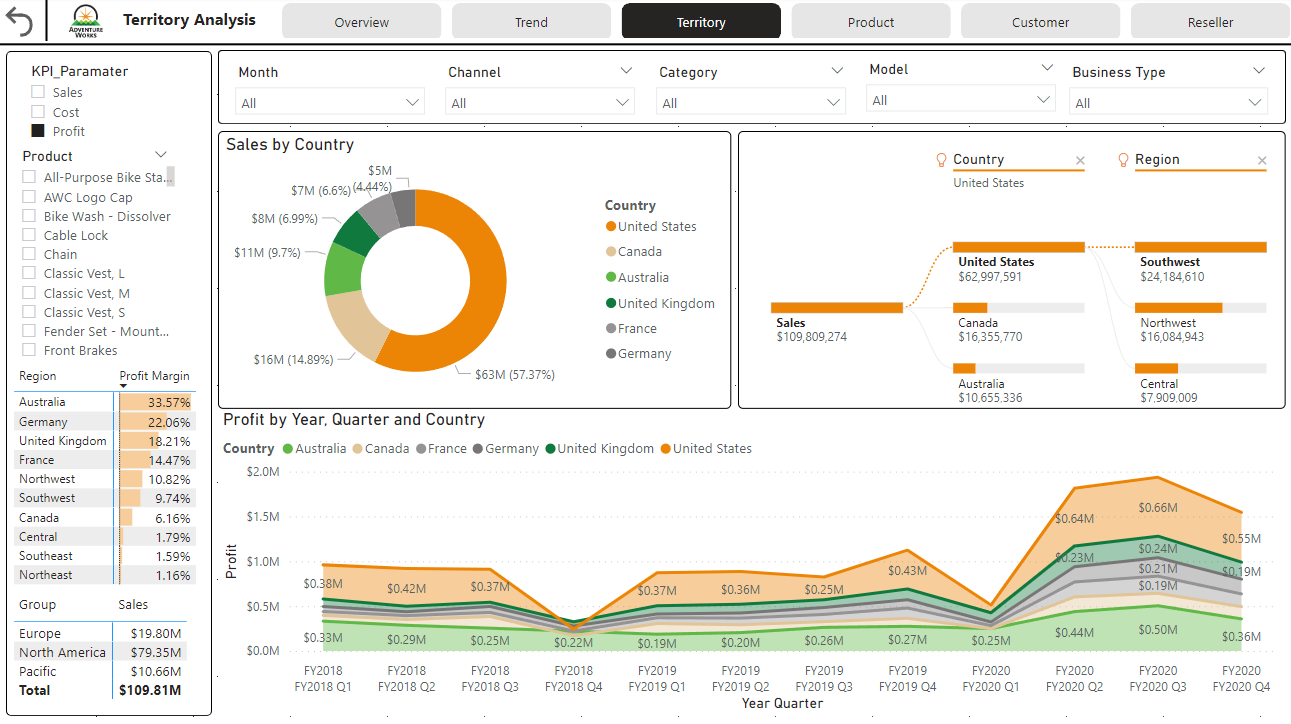 Territory Analysis
ADVENTURE
WORKS
Overview
Trend
Territory
Product
Customer
Reseller
KPI_Paramater
Sales
Cost
Profit
Product
All-Purpose Bike Sta...
AWC Logo Cap
Bike Wash - Dissolver
Cable Lock
Chain
Classic Vest, L
Classic Vest, M
Classic Vest, S
Fender Set - Mount...
Front Brakes
Region Profit Margin
Australia 33.57%
Germany 22.06%
United Kingdom 18.21%
France 14.47%
Northwest 10.82%
Southwest 9.74%
Canada 6.16%
Central 1.79%
Southeast 1.59%
Northeast 1.16%
Group Sales
Europe $19.80M
North America $79.35M
Pacific $10.66M
Total $109.81M
Month
All
Channel
All
Category
All
Model
All
Business Type
All
Sales by Country
$5M
(4.44%)
$7M (6.6%)
$8M (6.99%)
$11M (9.7%)
$16M (14.89%)
$63M (57.37%)
Country
United States
Canada
Australia
United Kingdom
France
Germany
Country
United States
Region
Sales
$109,809,274
United States
$62,997,591
Canada
$16,355,770
Australia
$10,655,336
Southwest
$24,184,610
Northwest
$16,084,943
Central
$7,909,009
Profit by Year, Quarter and Country
Country Australia Canada France Germany United Kingdom United States
Profit
$2.0M
$1.5M
$1.0M
$0.5M
$0.0M
$0.38M
$0.42M
$0.37M
$0.37M
$0.36M
$0.25M
$0.43M
$0.64M
$0.66M
$0.55M
$0.23M
$0.24M
$0.19M
$0.21M
$0.19M
$0.33M
$0.29M
$0.25M
$0.22M
$0.19M
$0.20M
$0.26M
$0.27M
$0.25M
$0.44M
$0.50M
$0.36M
FY2018 FY2018 FY2018 FY2018 FY2019 FY2019 FY2019 FY2019 FY2020 FY2020 FY2020 FY2020
FY2018 Q1 FY2018 Q2 FY2018 Q3 FY2018 Q4 FY2019 Q1 FY2019 Q2 FY2019 Q3 FY2019 Q4 FY2020 Q1 FY2020 Q2 FY2020 Q3 FY2020 Q4
Year Quarter